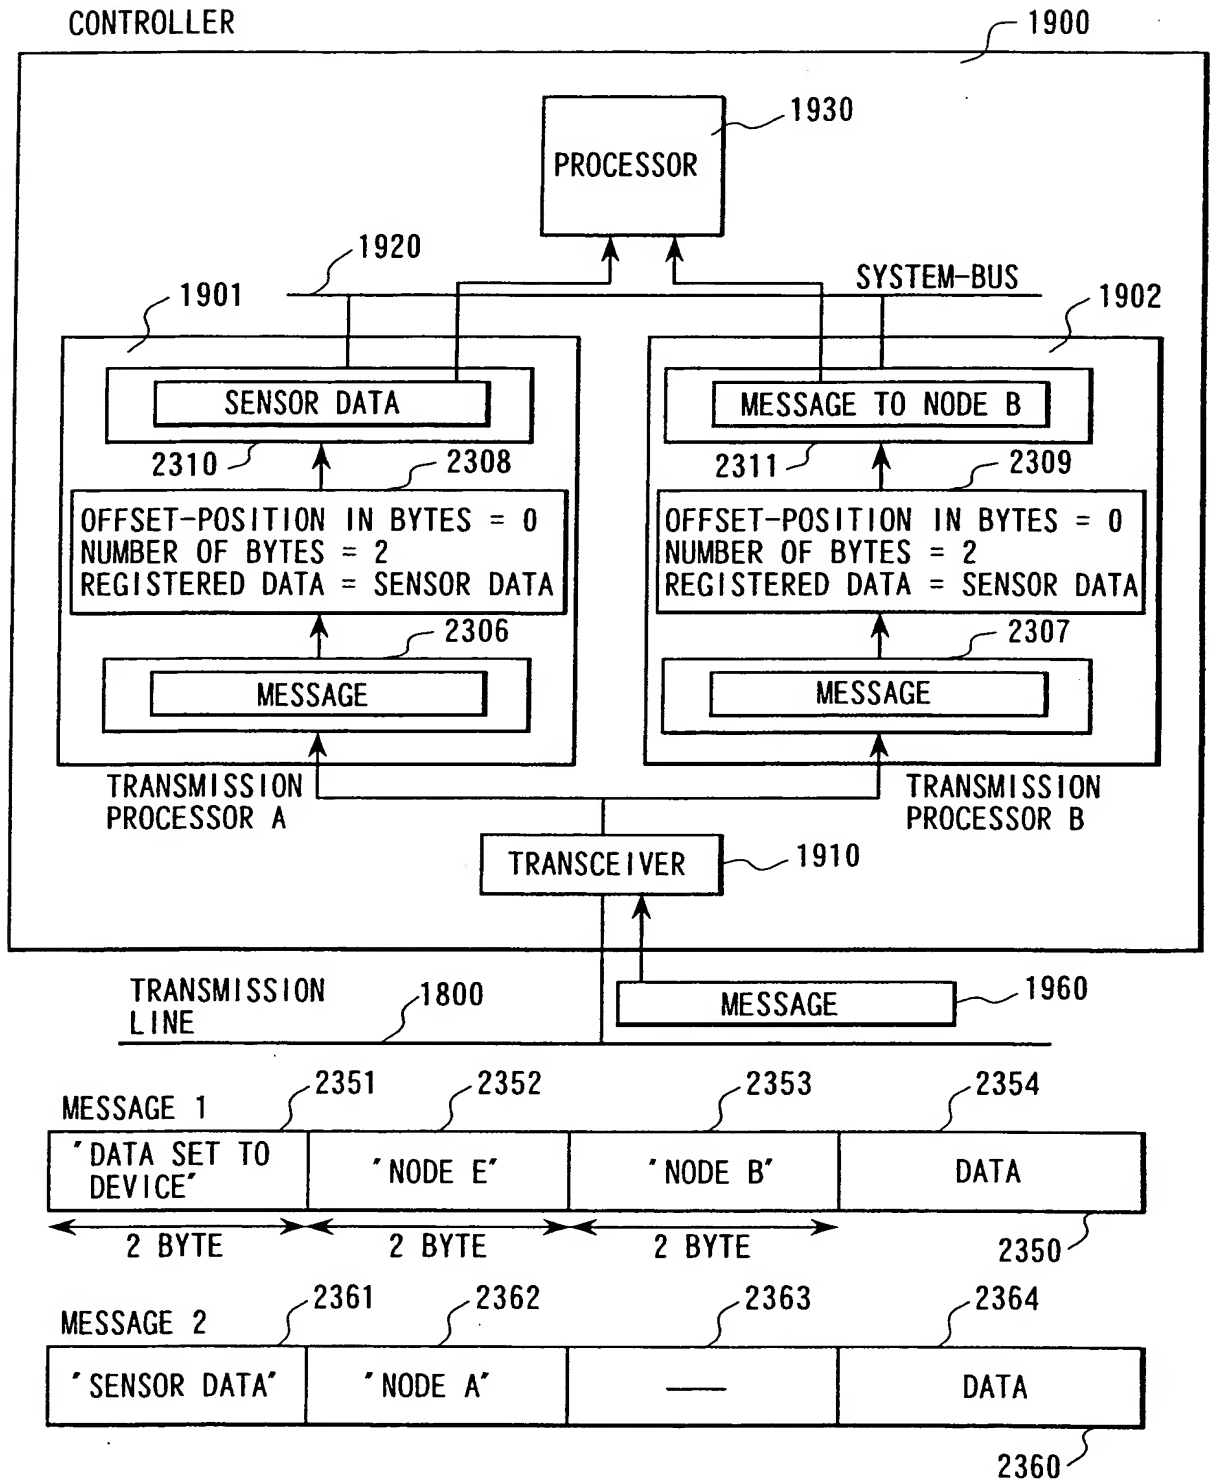 CONTROLLER
1900
1930
PROCESSOR
1920
SYSTEM-BUS
1901
1902
SENSOR DATA
MESSAGE TO NODE B
2310
2308
2311
2309
OFFSET-POSITION IN BYTES = 0
NUMBER OF BYTES = 2
REGISTERED DATA = SENSOR DATA
OFFSET-POSITION IN BYTES = 0
NUMBER OF BYTES = 2
REGISTERED DATA = SENSOR DATA
2306
2307
MESSAGE
MESSAGE
TRANSMISSION
PROCESSOR A
TRANSMISSION
PROCESSOR B
TRANSCEIVER
1910
TRANSMISSION
LINE
1800
MESSAGE
1960
MESSAGE 1
2351
2352
2353
2354
"DATA SET TO
DEVICE"
"NODE E"
"NODE B"
DATA
2 BYTE
2 BYTE
2 BYTE
2350
MESSAGE 2
2361
2362
2363
2364
"SENSOR DATA"
"NODE A"
—
DATA
2360